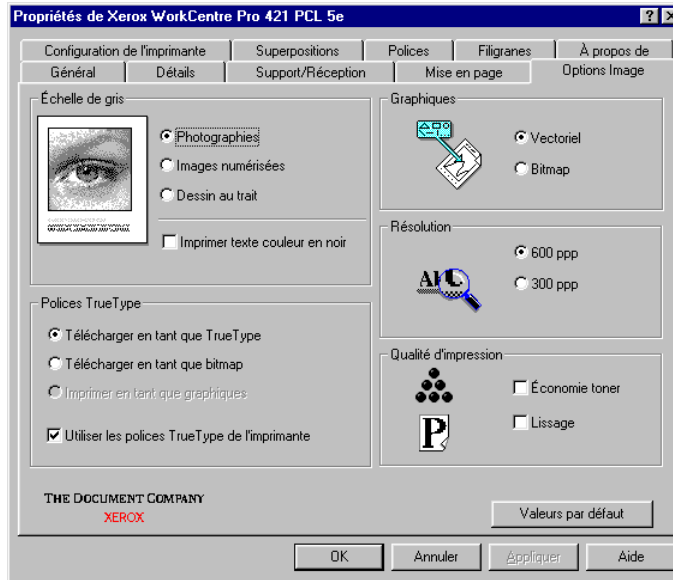 Propriétés de Xerox WorkCentre Pro 421 PCL 5e
Configuration de l'imprimante
Superpositions
Polices
Filigranes
À propos de
Général
Détails
Support/Réception
Mise en page
Options Image
Échelle de gris
Photographies
Images numérisées
Dessin au trait
Imprimer texte couleur en noir
Graphiques
Vectoriel
Bitmap
Résolution
600 ppp
300 ppp
Polices TrueType
Télécharger en tant que TrueType
Télécharger en tant que bitmap
Imprimer en tant que graphiques
Utiliser les polices TrueType de l'imprimante
Qualité d'impression
Économie toner
Lissage
P
THE DOCUMENT COMPANY
XEROX
Valeurs par défaut
OK
Annuler
Appliquer
Aide